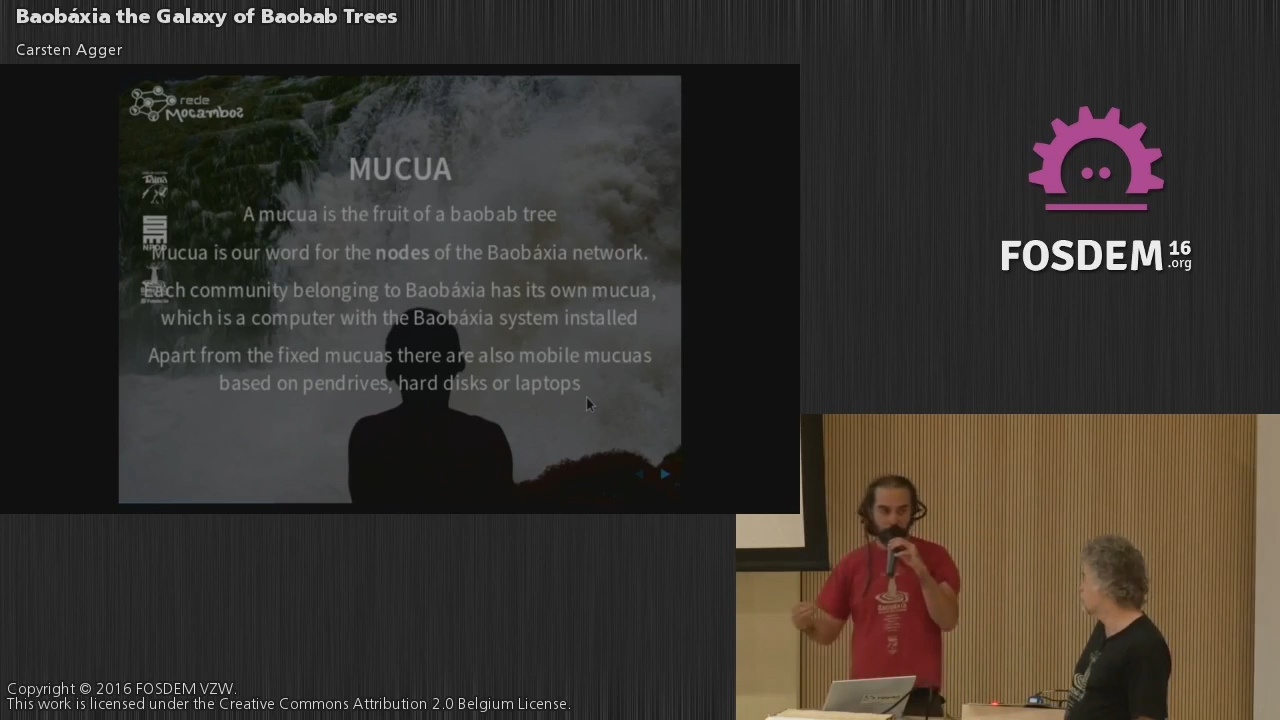 Baobáxia the Galaxy of Baobab Trees
Carsten Agger
rede
Mocambos
MUCUA
A mucua is the fruit of a baobab tree
Mucua is our word for the nodes of the Baobáxia network.
Each community belonging to Baobáxia has its own mucua,
which is a computer with the Baobáxia system installed
Apart from the fixed mucuas there are also mobile mucuas
based on pendrives, hard disks or laptops
FOSDEM 16
.org
Copyright © 2016 FOSDEM VZW.
This work is licensed under the Creative Commons Attribution 2.0 Belgium License.